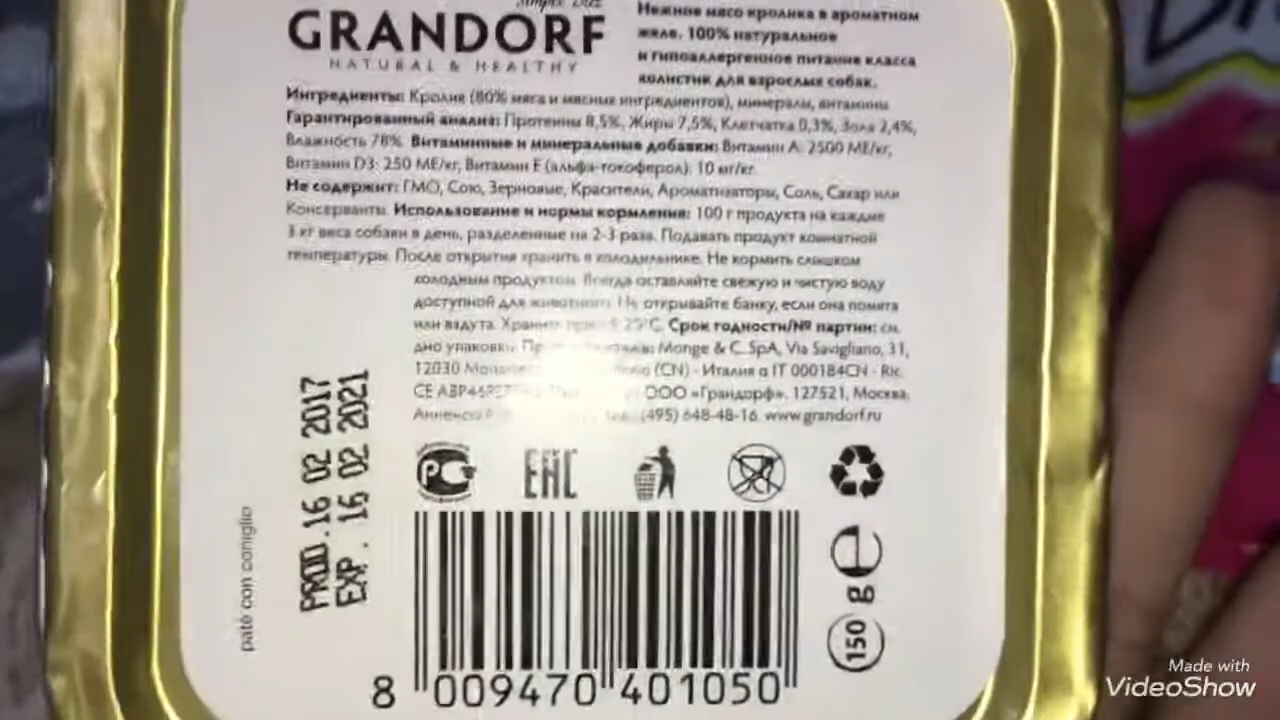 GRANDORF
NATURAL & HEALTHY
Нежное мясо кролика в ароматном
желе. 100% натуральное
и гипоаллергенное питание класса
холистик для взрослых собак.
Ингредиенты: Кролик (80% мяса и мясных ингредиентов), минералы, витамины.
Гарантированный анализ: Протеины 8,5%, Жиры 7,5%, Клетчатка 0,3%, Зола 2,4%,
Влажность 78%. Витаминные и минеральные добавки: Витамин А: 2500 МЕ/кг,
Витамин D3: 250 МЕ/кг, Витамин Е (альфа-токоферол): 10 мг/кг.
Не содержит: ГМО, Сою, Зерновые, Красители, Ароматизаторы, Соль, Сахар или
Консерванты. Использование и нормы кормления: 100 г продукта на каждые
3 кг веса собаки в день, разделенные на 2-3 раза. Подавать продукт комнатной
температуры. После открытия хранить в холодильнике. Не кормить слишком
холодным продуктом. Всегда оставляйте свежую и чистую воду
доступной для животного. Не открывайте банку, если она помята
или вздута. Хранить 25°C. Срок годности/№ партии: см.
дно упаковки. Monge & C. SpA, Via Savigliano, 31,
12030 (CN) - Италия α IT 000184CN - Ric.
ООО «Грандорф», 127521, Москва,
(495) 648-48-16. www.grandorf.ru
PROD. 16 02 2017
EXP. 16 02 2021
patè con coniglio
РС
ЕАС
150 g e
8 009470 401050
Made with
VideoShow